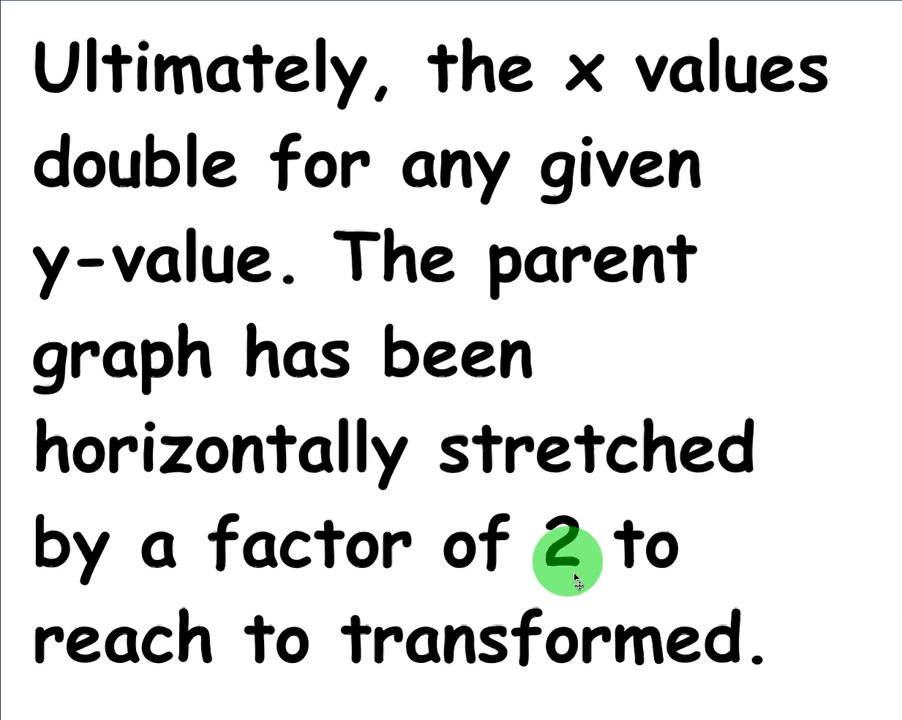 Ultimately, the x values
double for any given
y-value. The parent
graph has been
horizontally stretched
by a factor of 2 to
reach to transformed.